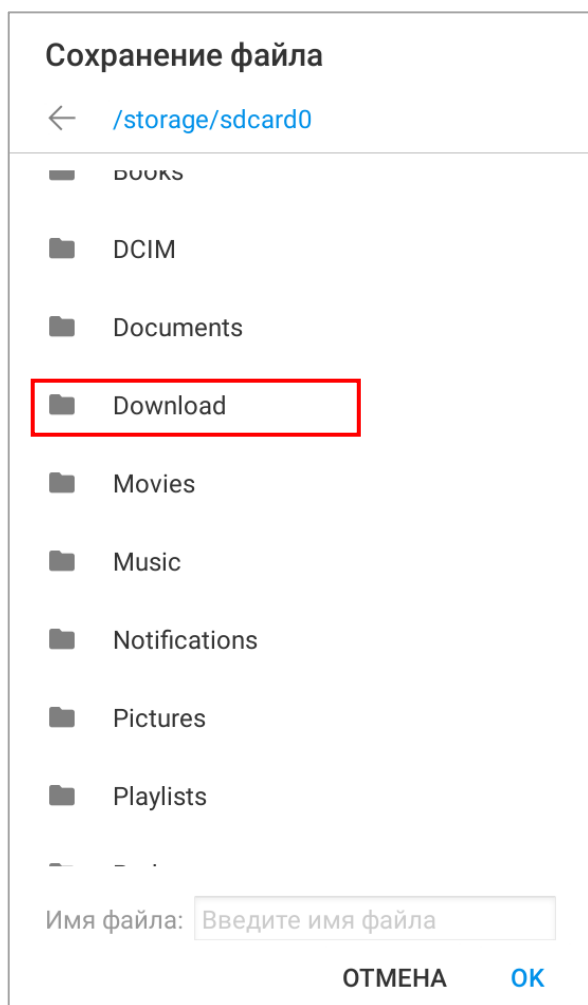 Сохранение файла
/storage/sdcard0
Books
DCIM
Documents
Download
Movies
Music
Notifications
Pictures
Playlists
Имя файла: Введите имя файла
ОТМЕНА OK